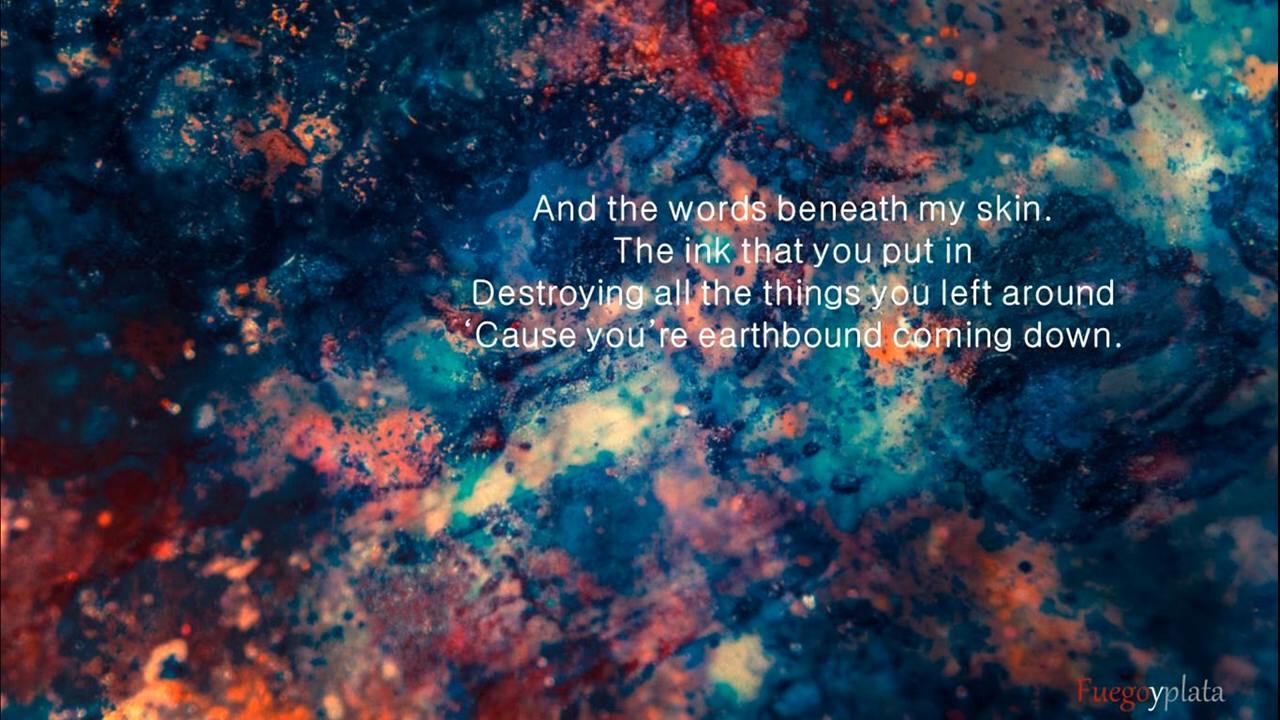 And the words beneath my skin.
The ink that you put in
Destroying all the things you left around
‘Cause you’re earthbound coming down.
Fuegoyplata